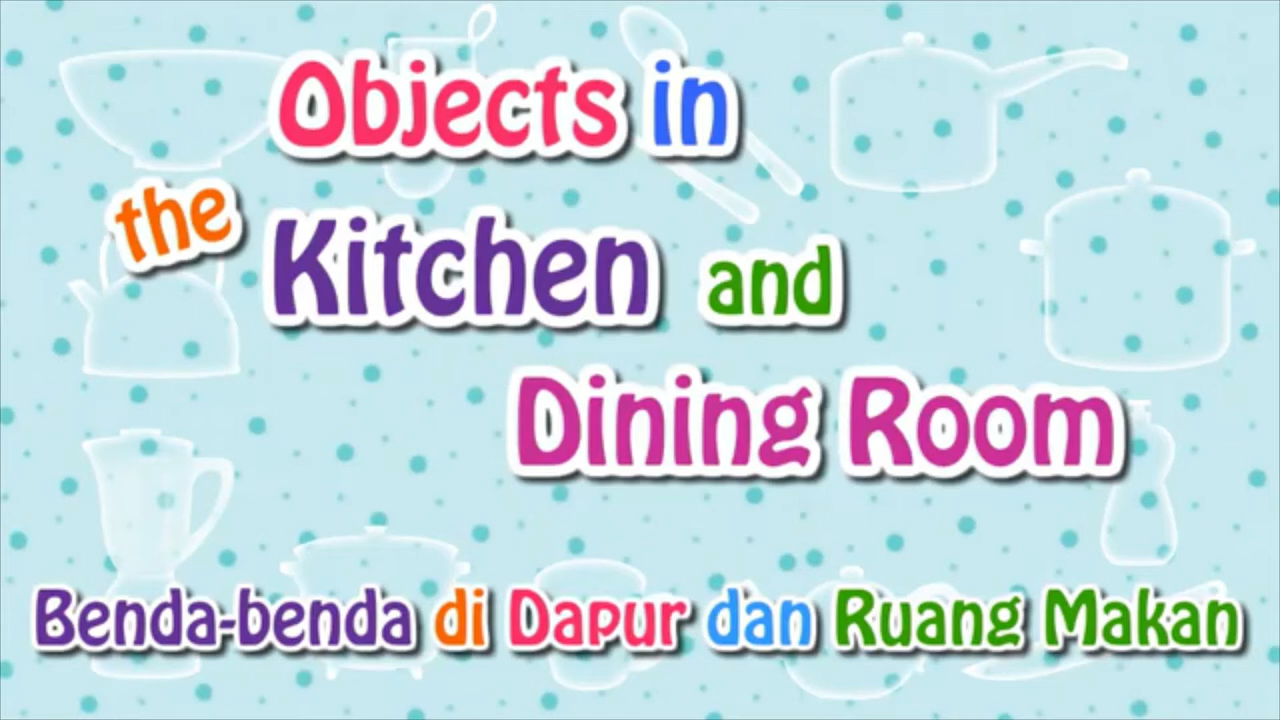 Objects in
the Kitchen and
Dining Room
Benda-benda di Dapur dan Ruang Makan